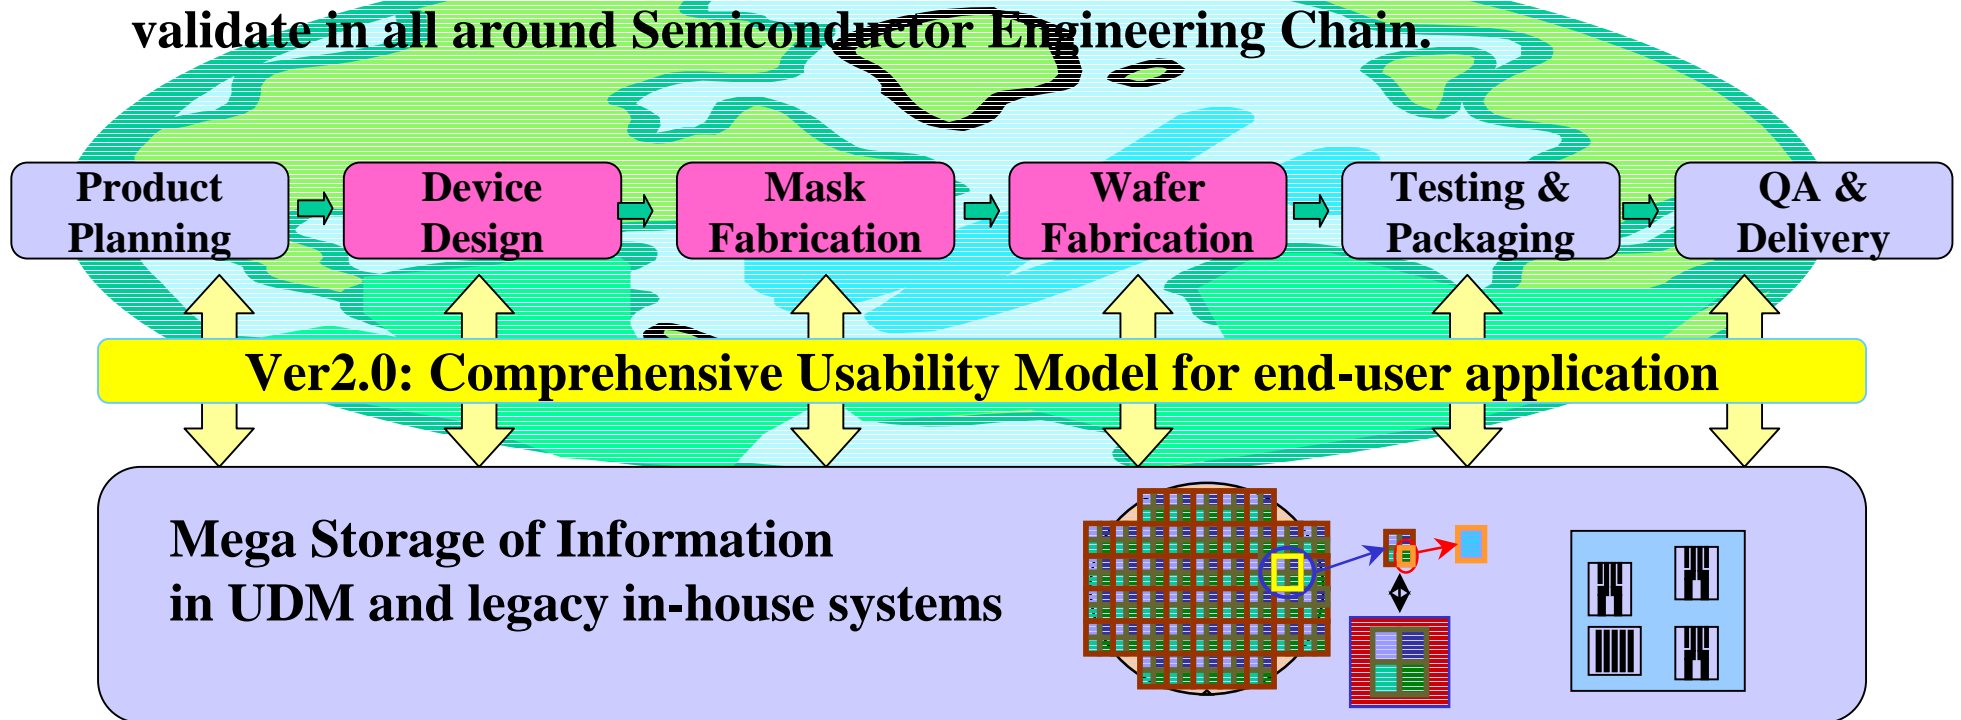 validate in all around Semiconductor Engineering Chain.
Product
Planning
Device
Design
Mask
Fabrication
Wafer
Fabrication
Testing &
Packaging
QA &
Delivery
Ver2.0: Comprehensive Usability Model for end-user application
Mega Storage of Information
in UDM and legacy in-house systems